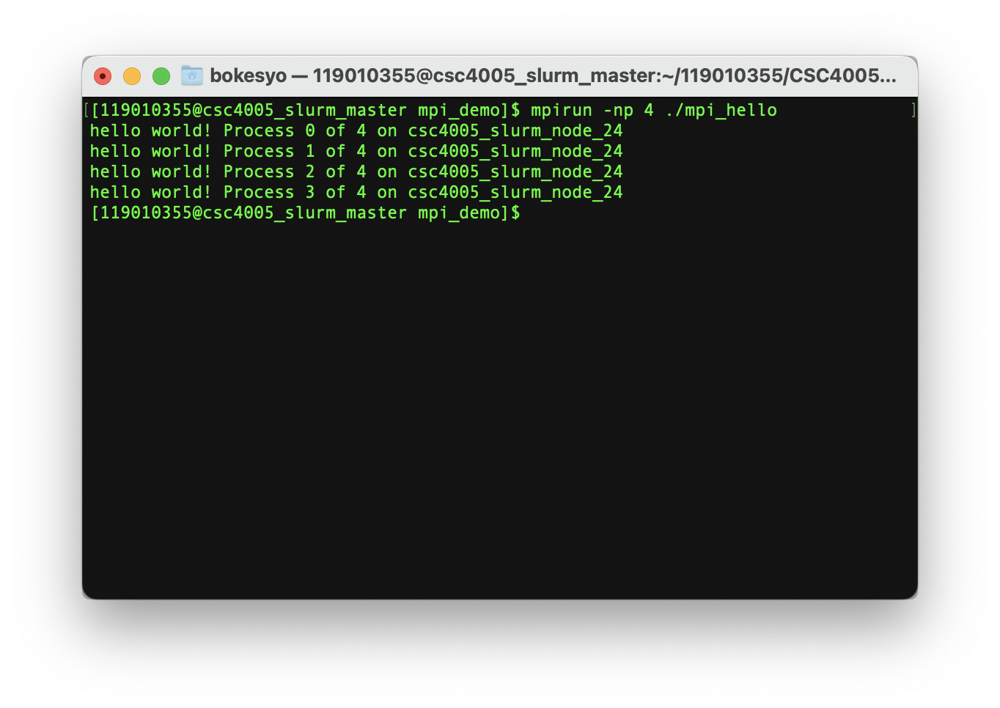 bokesyo — 119010355@csc4005_slurm_master:~/119010355/CSC4005...
[[119010355@csc4005_slurm_master mpi_demo]$ mpirun -np 4 ./mpi_hello ]
hello world! Process 0 of 4 on csc4005_slurm_node_24
hello world! Process 1 of 4 on csc4005_slurm_node_24
hello world! Process 2 of 4 on csc4005_slurm_node_24
hello world! Process 3 of 4 on csc4005_slurm_node_24
[119010355@csc4005_slurm_master mpi_demo]$